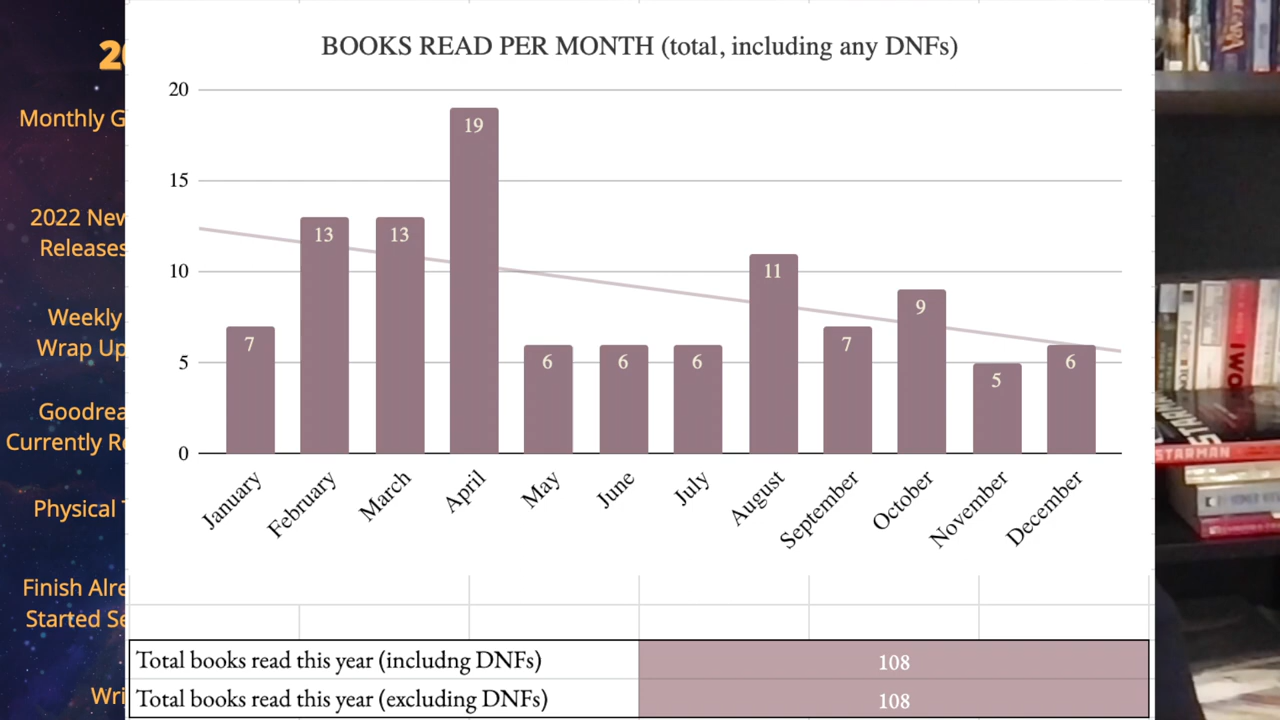 BOOKS READ PER MONTH (total, including any DNFs)
20
15
10
5
0
7
13
13
19
6
6
6
11
7
9
5
6
January
February
March
April
May
June
July
August
September
October
November
December
Total books read this year (includng DNFs)
108
Total books read this year (excluding DNFs)
108
20
Monthly G
2022 New
Releases
Weekly
Wrap Up
Goodrea
Currently R
Physical T
Finish Alre
Started Se
Wri
STARMAN
STARMAN